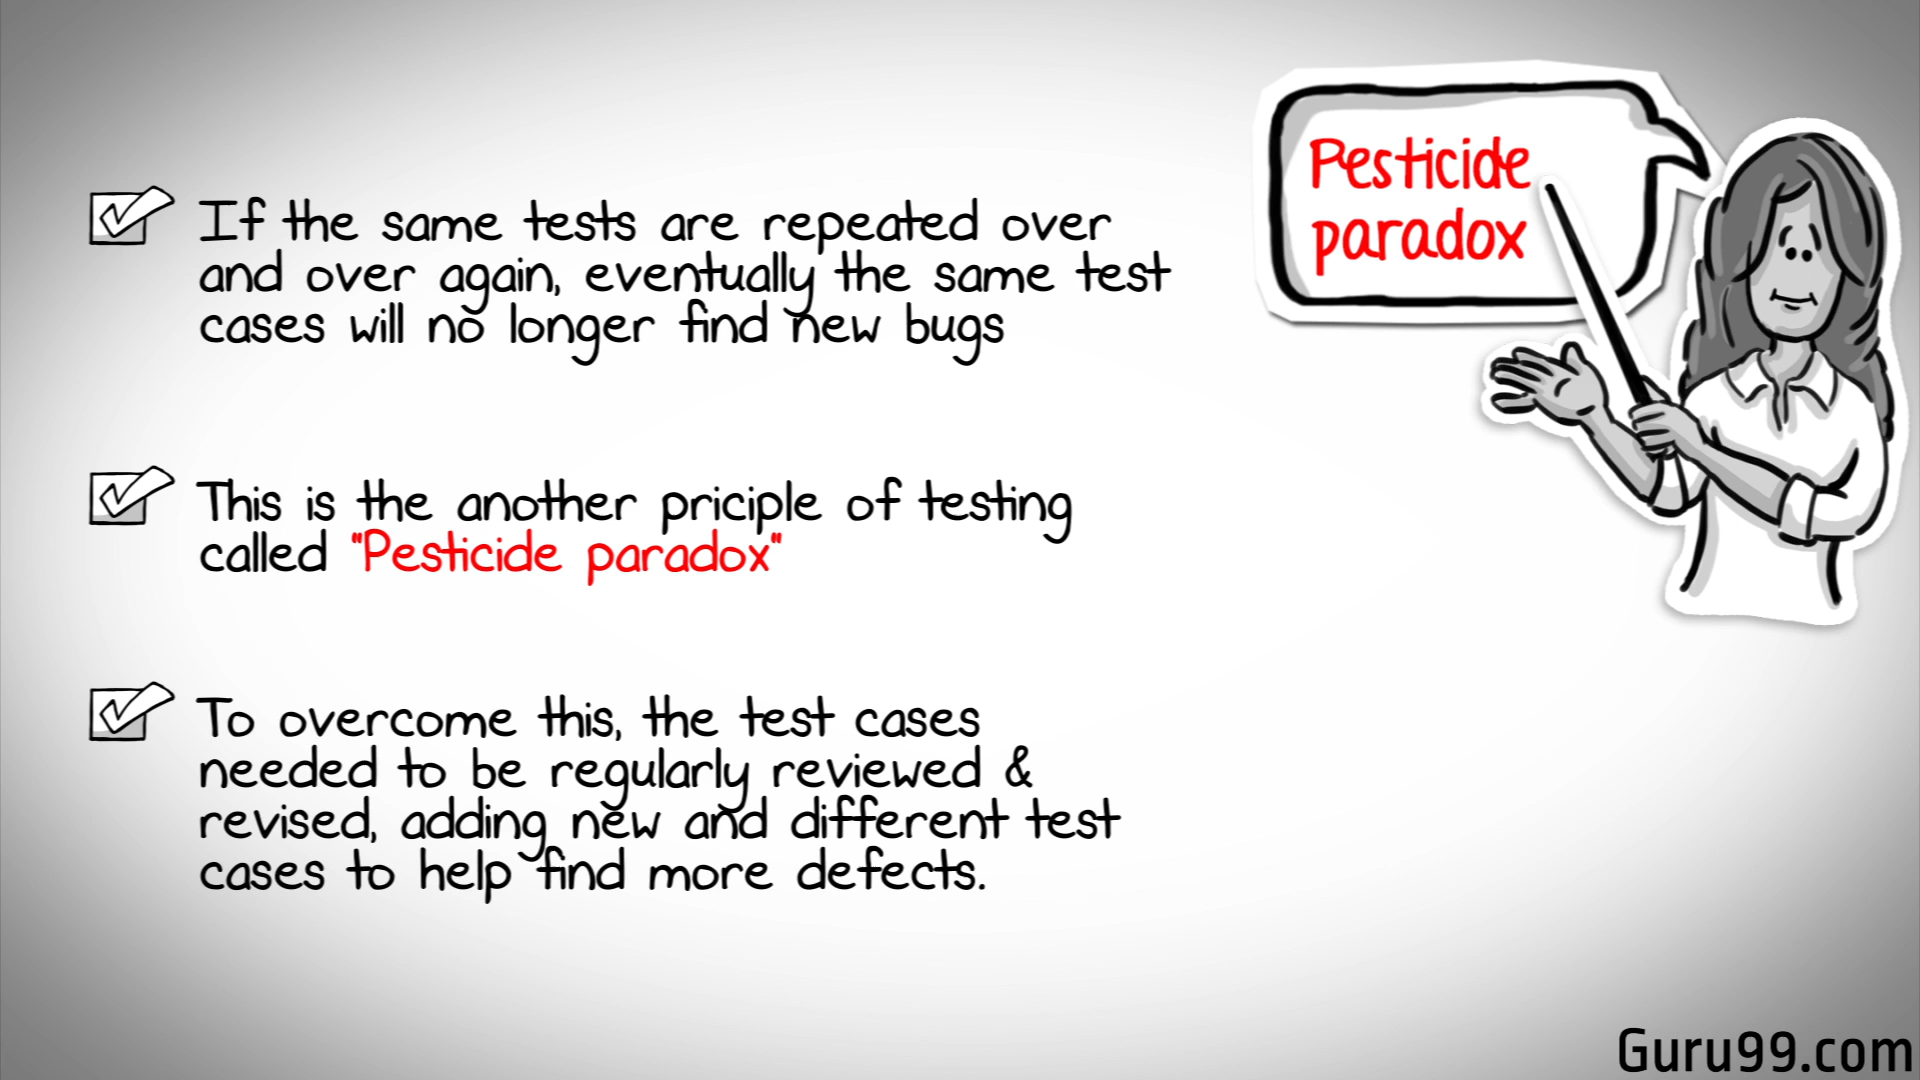 Pesticide
paradox
If the same tests are repeated over
and over again, eventually the same test
cases will no longer find new bugs
This is the another priciple of testing
called "Pesticide paradox"
To overcome this, the test cases
needed to be regularly reviewed &
revised, adding new and different test
cases to help find more defects.
Guru99.com